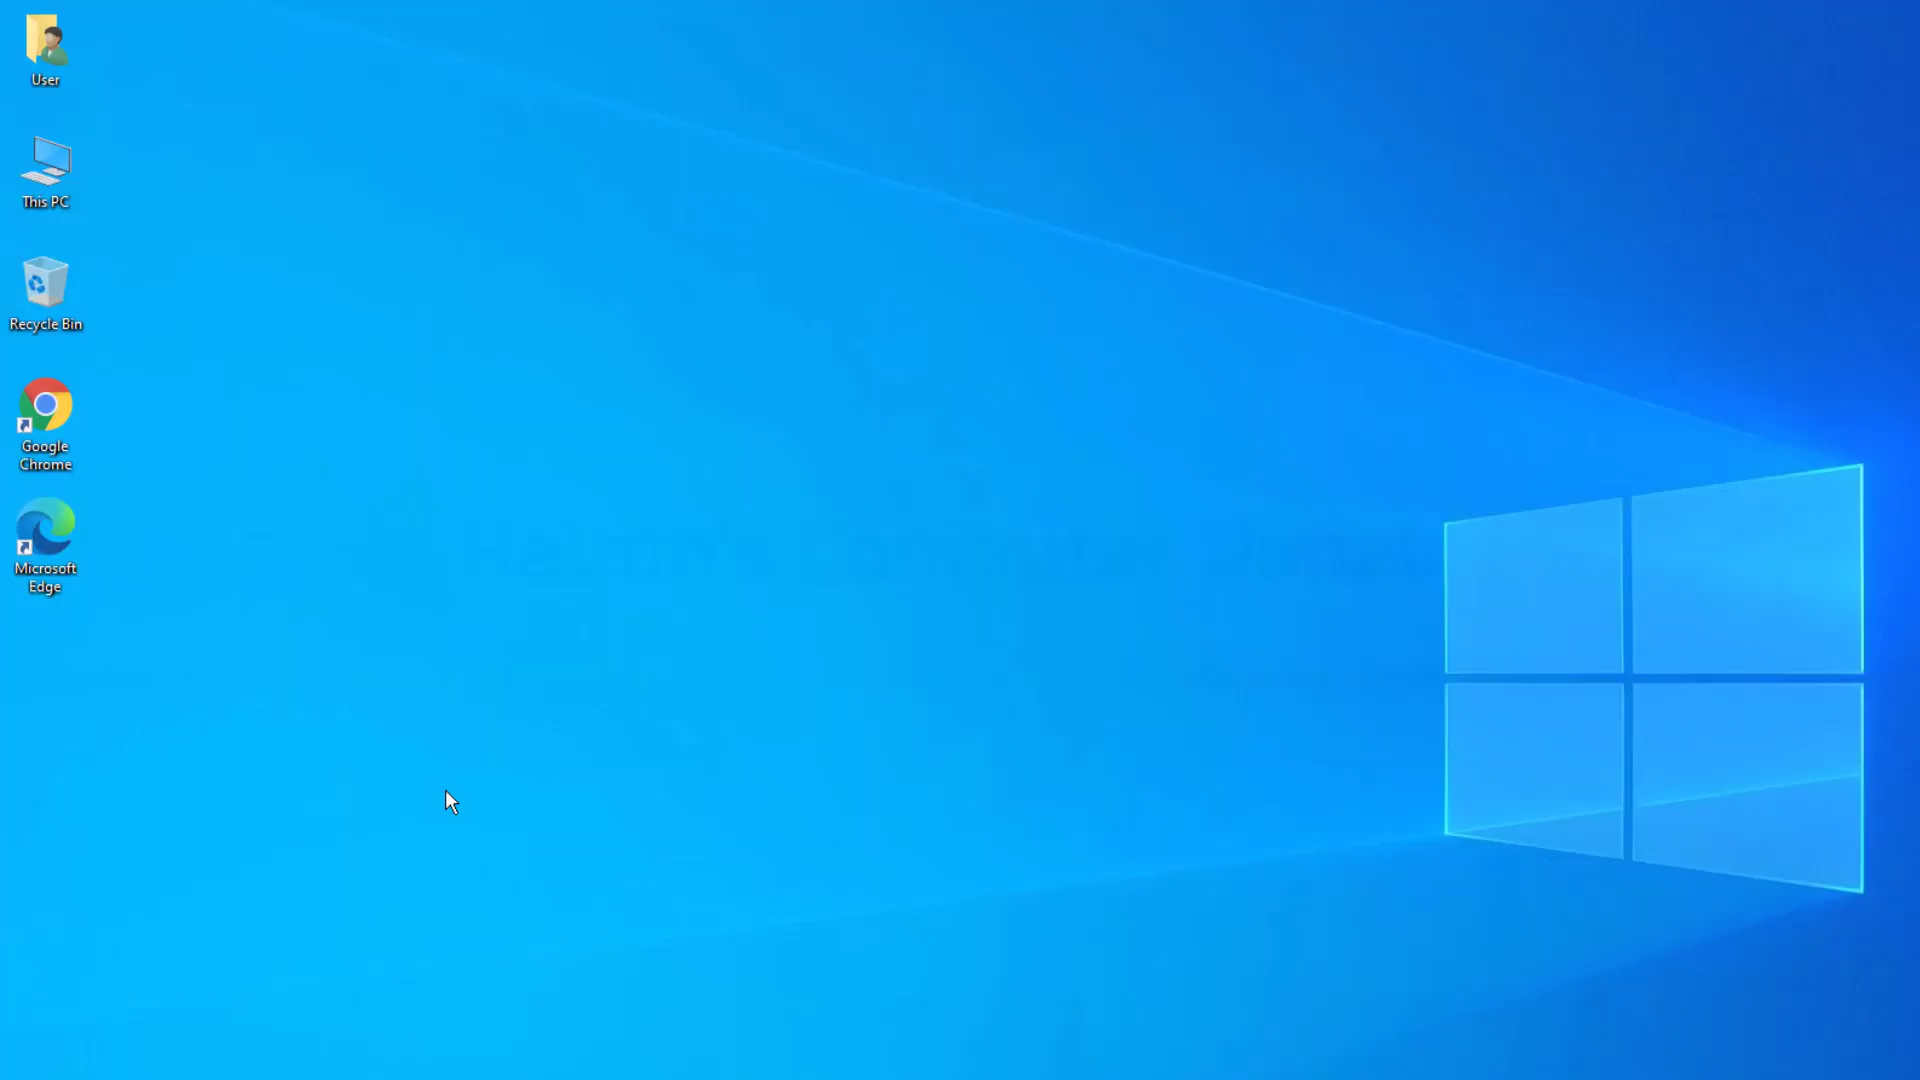 User
This PC
Recycle Bin
Google
Chrome
Microsoft
Edge